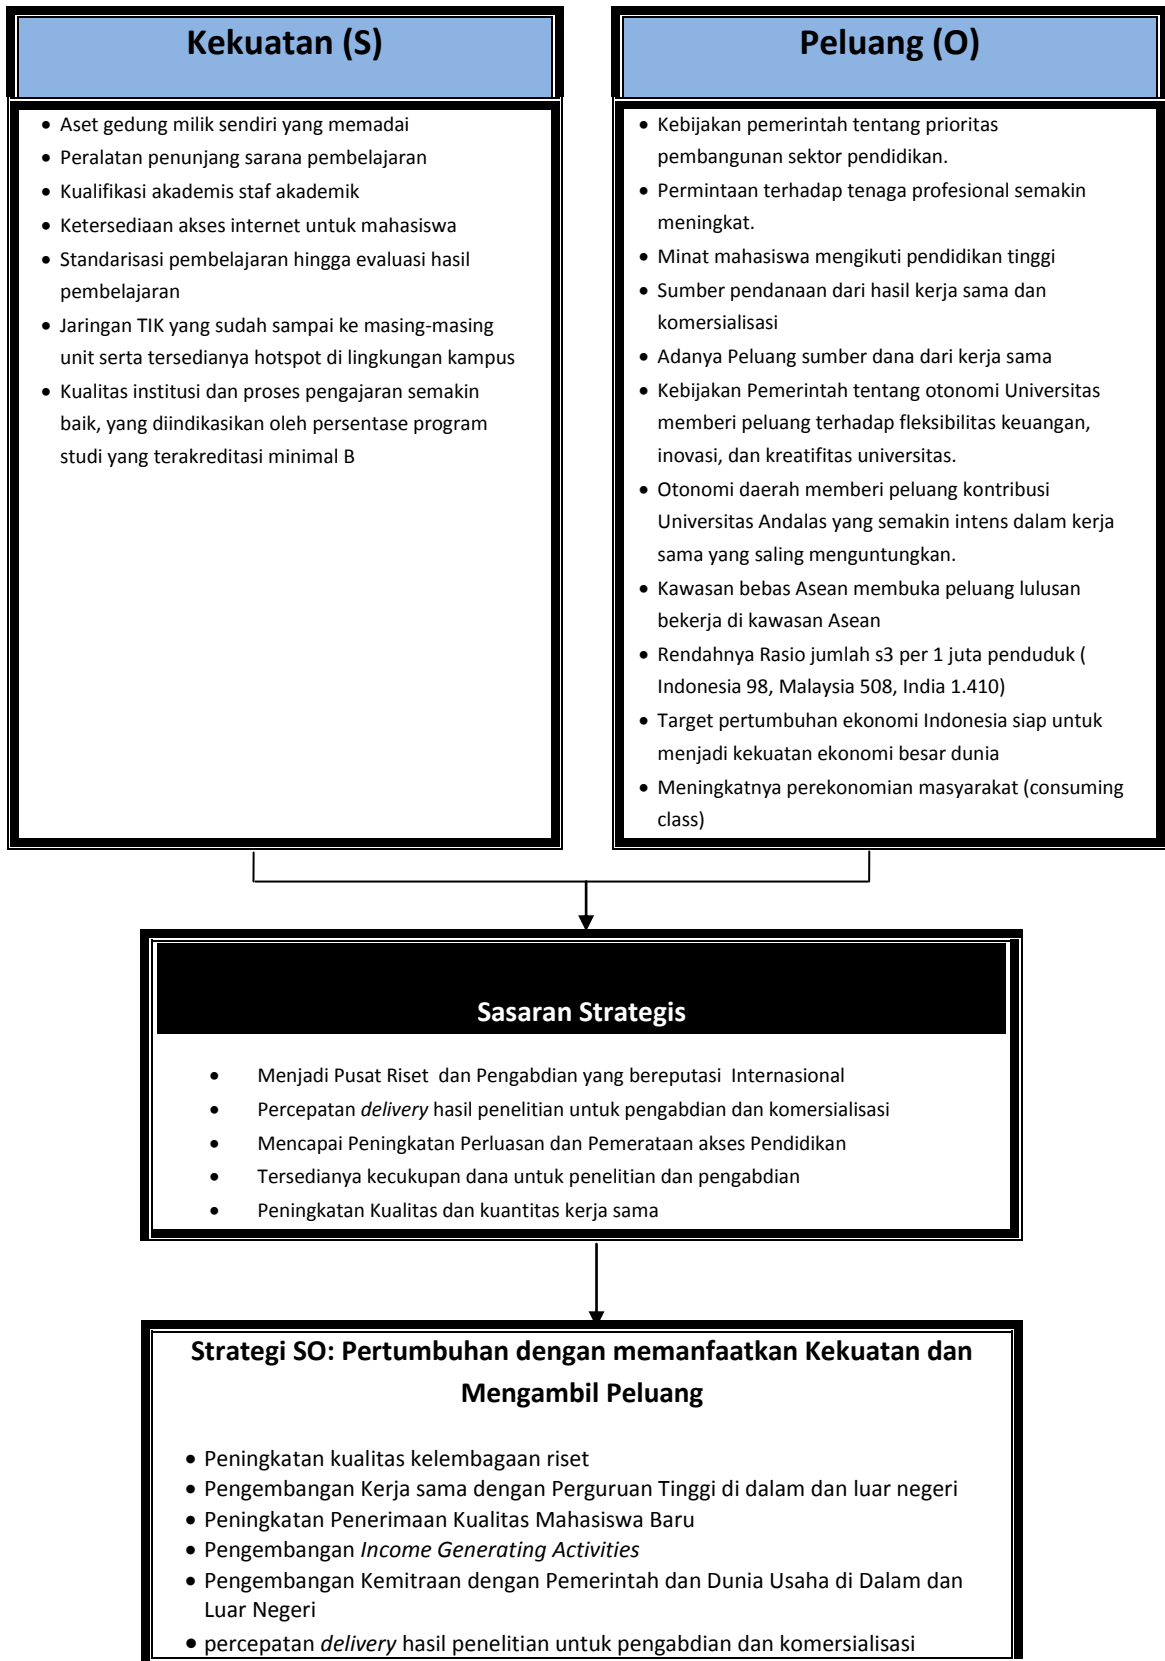 Kekuatan (S)
• Aset gedung milik sendiri yang memadai
• Peralatan penunjang sarana pembelajaran
• Kualifikasi akademis staf akademik
• Ketersediaan akses internet untuk mahasiswa
• Standarisasi pembelajaran hingga evaluasi hasil
pembelajaran
• Jaringan TIK yang sudah sampai ke masing-masing
unit serta tersedianya hotspot di lingkungan kampus
• Kualitas institusi dan proses pengajaran semakin
baik, yang diindikasikan oleh persentase program
studi yang terakreditasi minimal B
Peluang (O)
• Kebijakan pemerintah tentang prioritas
pembangunan sektor pendidikan.
• Permintaan terhadap tenaga profesional semakin
meningkat.
• Minat mahasiswa mengikuti pendidikan tinggi
• Sumber pendanaan dari hasil kerja sama dan
komersialisasi
• Adanya Peluang sumber dana dari kerja sama
• Kebijakan Pemerintah tentang otonomi Universitas
memberi peluang terhadap fleksibilitas keuangan,
inovasi, dan kreatifitas universitas.
• Otonomi daerah memberi peluang kontribusi
Universitas Andalas yang semakin intens dalam kerja
sama yang saling menguntungkan.
• Kawasan bebas Asean membuka peluang lulusan
bekerja di kawasan Asean
• Rendahnya Rasio jumlah s3 per 1 juta penduduk (
Indonesia 98, Malaysia 508, India 1.410)
• Target pertumbuhan ekonomi Indonesia siap untuk
menjadi kekuatan ekonomi besar dunia
• Meningkatnya perekonomian masyarakat (consuming
class)
Sasaran Strategis
• Menjadi Pusat Riset dan Pengabdian yang bereputasi Internasional
• Percepatan delivery hasil penelitian untuk pengabdian dan komersialisasi
• Mencapai Peningkatan Perluasan dan Pemerataan akses Pendidikan
• Tersedianya kecukupan dana untuk penelitian dan pengabdian
• Peningkatan Kualitas dan kuantitas kerja sama
Strategi SO: Pertumbuhan dengan memanfaatkan Kekuatan dan
Mengambil Peluang
• Peningkatan kualitas kelembagaan riset
• Pengembangan Kerja sama dengan Perguruan Tinggi di dalam dan luar negeri
• Peningkatan Penerimaan Kualitas Mahasiswa Baru
• Pengembangan Income Generating Activities
• Pengembangan Kemitraan dengan Pemerintah dan Dunia Usaha di Dalam dan
Luar Negeri
• percepatan delivery hasil penelitian untuk pengabdian dan komersialisasi